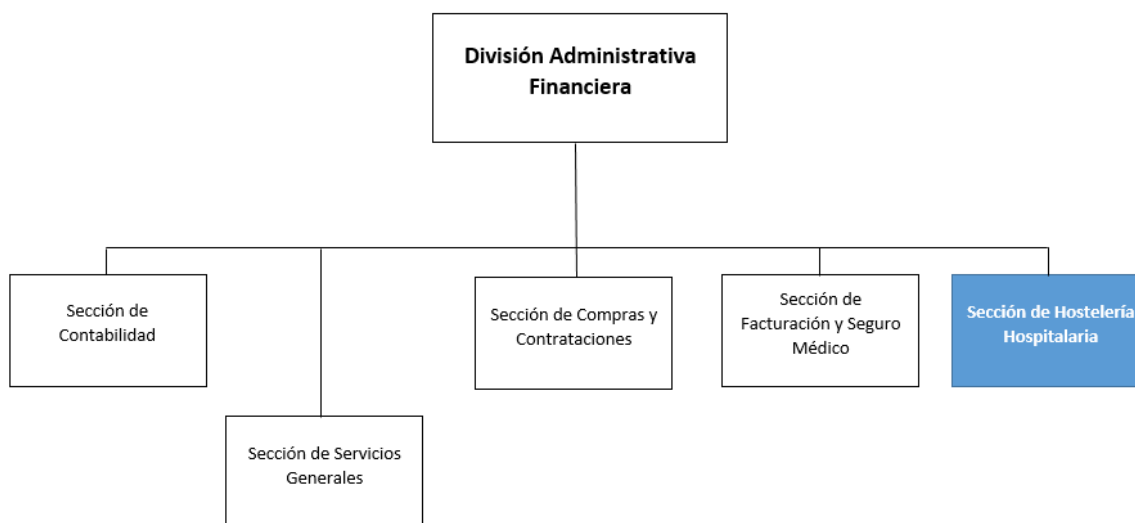 División Administrativa
Financiera
Sección de
Contabilidad
Sección de Servicios
Generales
Sección de Compras y
Contrataciones
Sección de
Facturación y Seguro
Médico
Sección de Hostelería
Hospitalaria